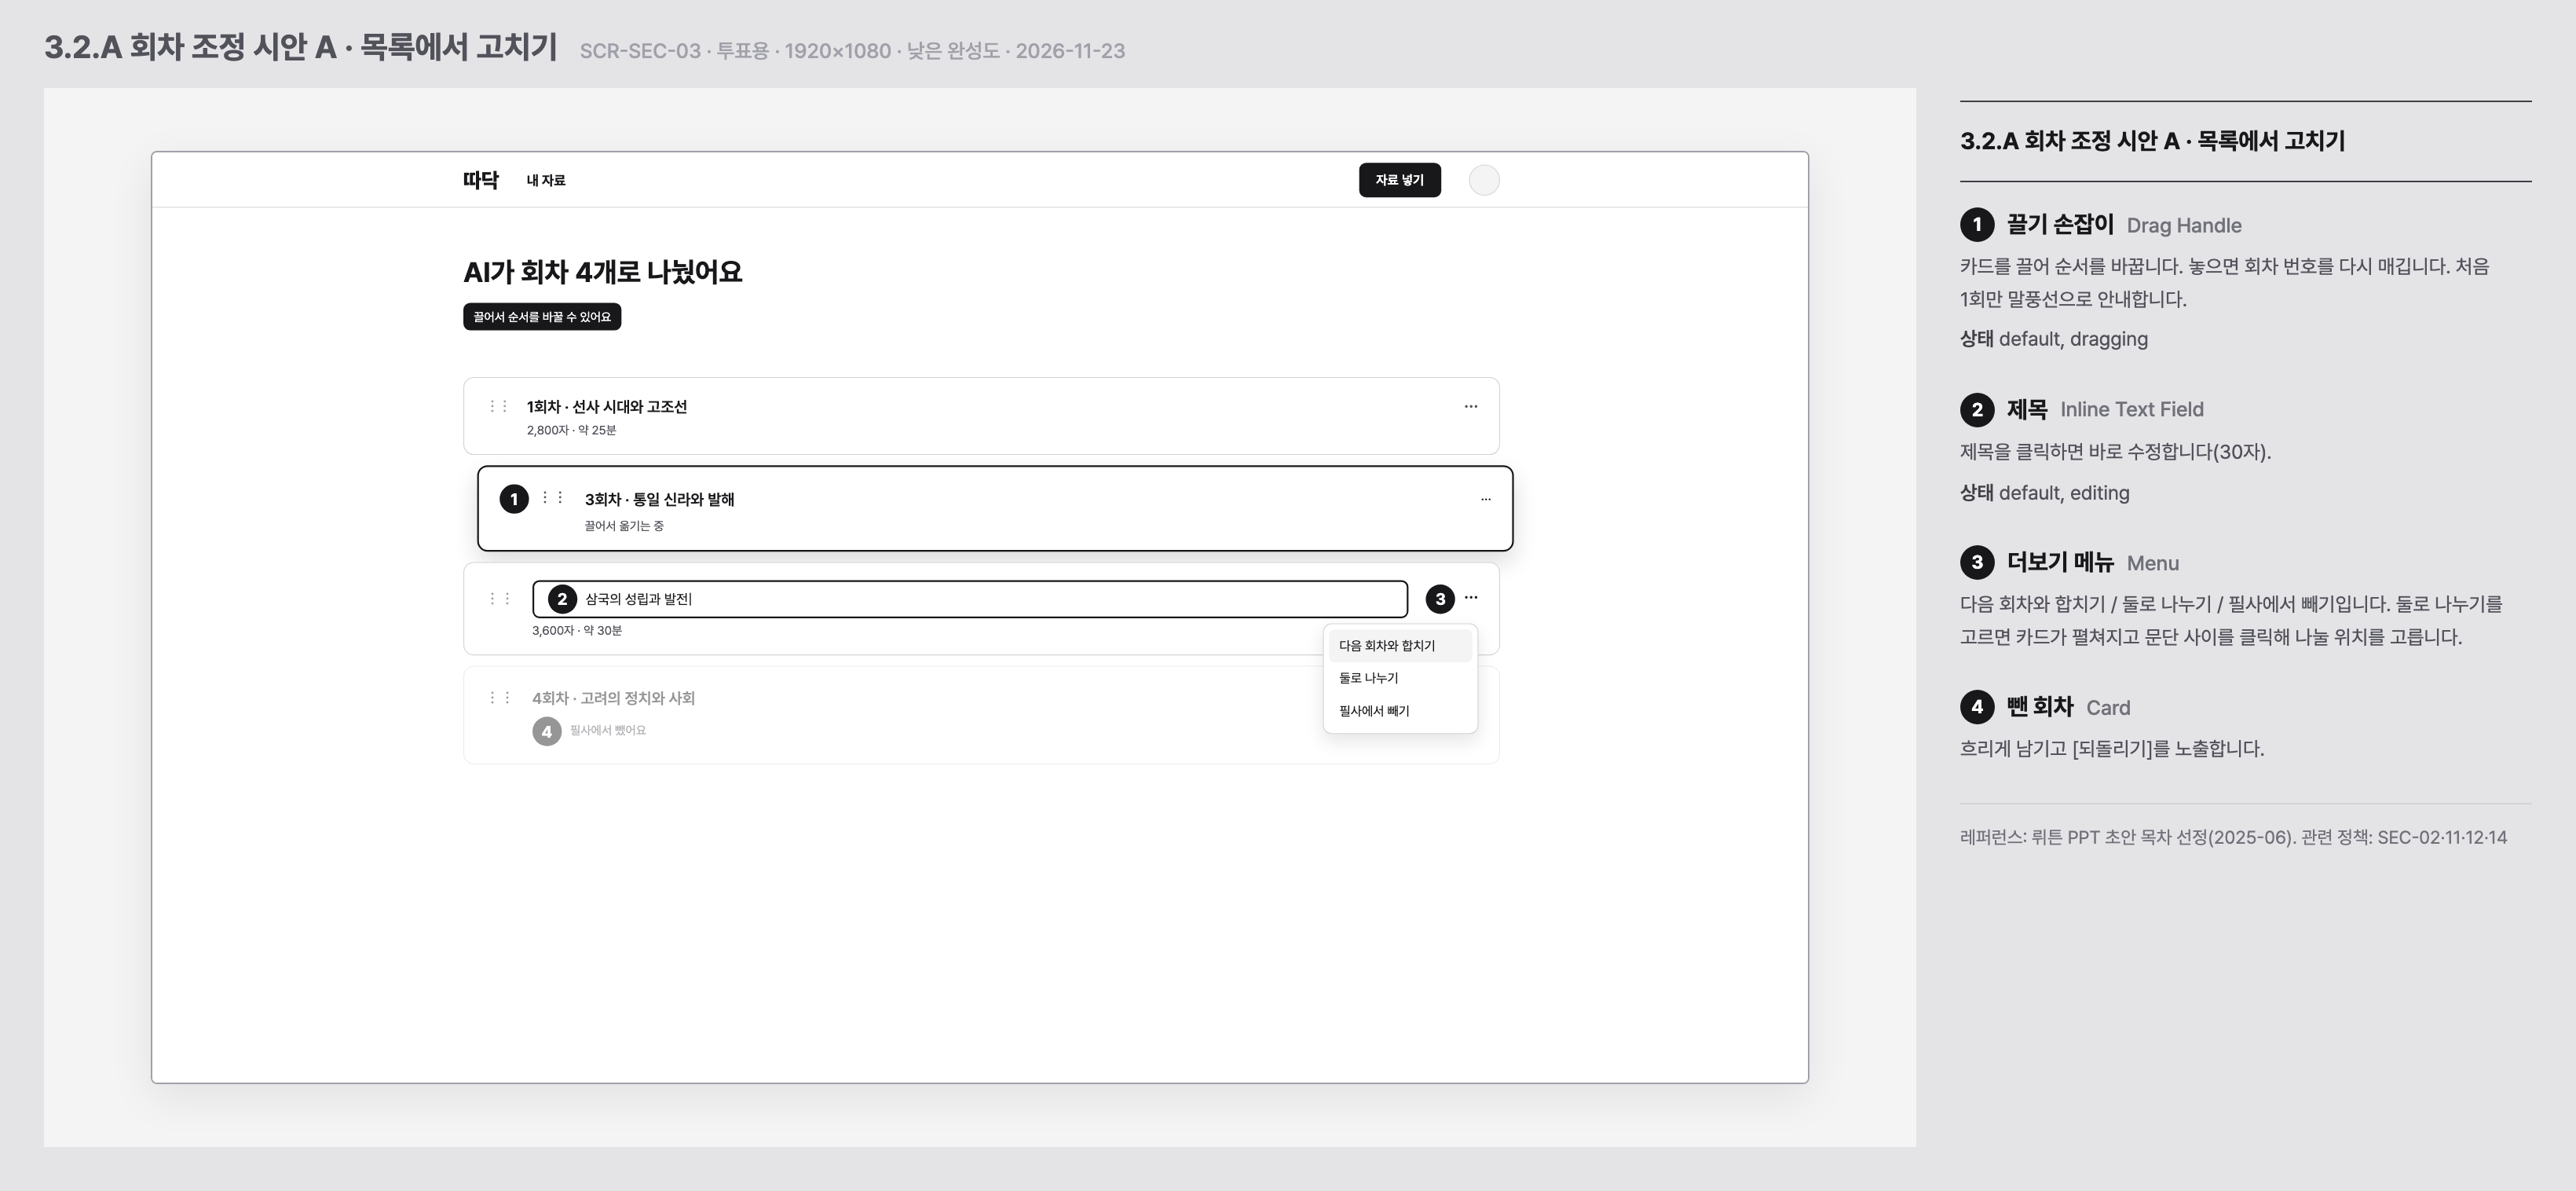 3.2.A 회차 조정 시안 A · 목록에서 고치기 SCR-SEC-03 · 투표용 · 1920×1080 · 낮은 완성도 · 2026-11-23
따닥 내 자료 자료 넣기
AI가 회차 4개로 나눴어요
끌어서 순서를 바꿀 수 있어요
1회차 · 선사 시대와 고조선 ···
2,800자 · 약 25분
1 3회차 · 통일 신라와 발해 ···
끌어서 옮기는 중
2 삼국의 성립과 발전| 3 ···
3,600자 · 약 30분
다음 회차와 합치기
둘로 나누기
필사에서 빼기
4회차 · 고려의 정치와 사회
4 필사에서 뺐어요
3.2.A 회차 조정 시안 A · 목록에서 고치기
1 끌기 손잡이 Drag Handle
카드를 끌어 순서를 바꿉니다. 놓으면 회차 번호를 다시 매깁니다. 처음
1회만 말풍선으로 안내합니다.
상태 default, dragging
2 제목 Inline Text Field
제목을 클릭하면 바로 수정합니다(30자).
상태 default, editing
3 더보기 메뉴 Menu
다음 회차와 합치기 / 둘로 나누기 / 필사에서 빼기입니다. 둘로 나누기를
고르면 카드가 펼쳐지고 문단 사이를 클릭해 나눌 위치를 고릅니다.
4 뺀 회차 Card
흐리게 남기고 [되돌리기]를 노출합니다.
레퍼런스: 뤼튼 PPT 초안 목차 선정(2025-06). 관련 정책: SEC-02·11·12·14